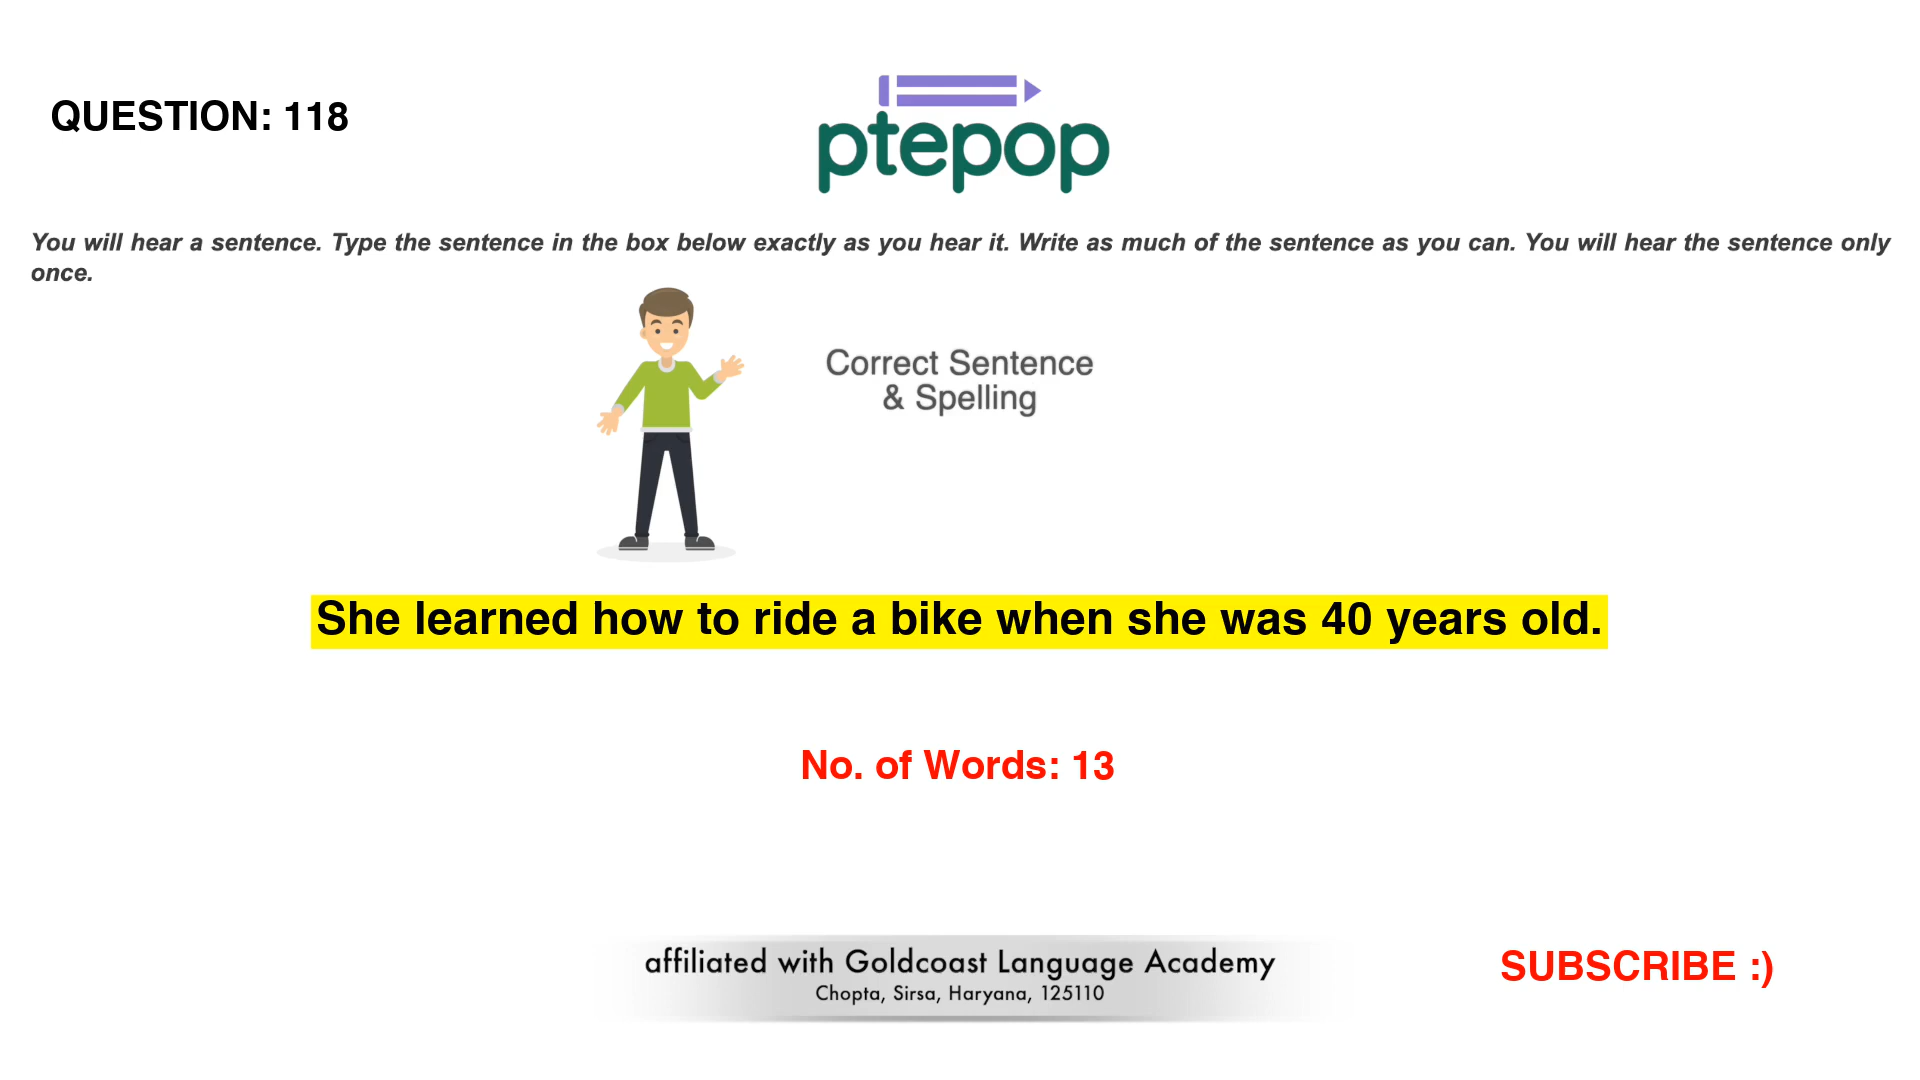 QUESTION: 118
ptepop
You will hear a sentence. Type the sentence in the box below exactly as you hear it. Write as much of the sentence as you can. You will hear the sentence only
once.
Correct Sentence
& Spelling
She learned how to ride a bike when she was 40 years old.
No. of Words: 13
affiliated with Goldcoast Language Academy
Chopta, Sirsa, Haryana, 125110
SUBSCRIBE :)